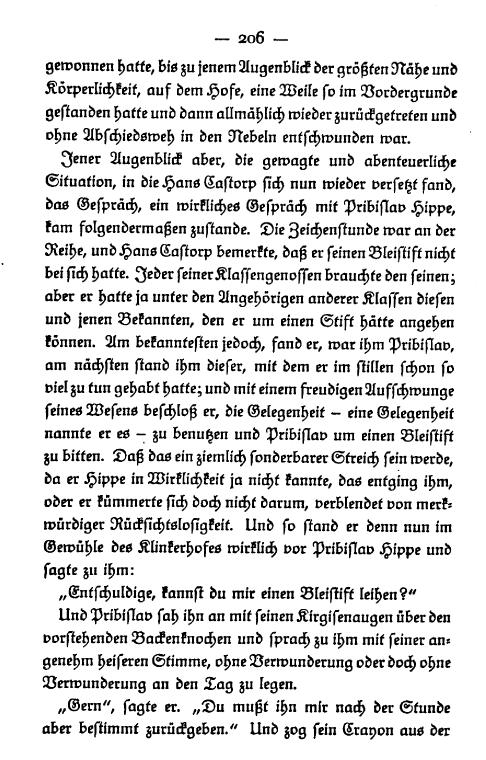 — 206 —
gewonnen hatte, bis zu jenem Augenblick der größten Nähe und
Körperlichkeit, auf dem Hofe, eine Weile so im Vordergrunde
gestanden hatte und dann allmählich wieder zurückgetreten und
ohne Abschiedsweh in den Nebeln entschwunden war.
Jener Augenblick aber, die gewagte und abenteuerliche
Situation, in die Hans Castorp sich nun wieder versetzt fand,
das Gespräch, ein wirkliches Gespräch mit Pribislav Hippe,
kam folgendermaßen zustande. Die Zeichenstunde war an der
Reihe, und Hans Castorp bemerkte, daß er seinen Bleistift nicht
bei sich hatte. Jeder seiner Klassengenossen brauchte den seinen;
aber er hatte ja unter den Angehörigen anderer Klassen diesen
und jenen Bekannten, den er um einen Stift hätte angehen
können. Am bekanntesten jedoch, fand er, war ihm Pribislav,
am nächsten stand ihm dieser, mit dem er im stillen schon so
viel zu tun gehabt hatte; und mit einem freudigen Aufschwunge
seines Wesens beschloß er, die Gelegenheit – eine Gelegenheit
nannte er es – zu benutzen und Pribislav um einen Bleistift
zu bitten. Daß das ein ziemlich sonderbarer Streich sein werde,
da er Hippe in Wirklichkeit ja nicht kannte, das entging ihm,
oder er kümmerte sich doch nicht darum, verblendet von merk-
würdiger Rücksichtslosigkeit. Und so stand er denn nun im
Gewühle des Klinkerhofes wirklich vor Pribislav Hippe und
sagte zu ihm:
„Entschuldige, kannst du mir einen Bleistift leihen?“
Und Pribislav sah ihn an mit seinen Kirgisenaugen über den
vorstehenden Backenknochen und sprach zu ihm mit seiner an-
genehm heiseren Stimme, ohne Verwunderung oder doch ohne
Verwunderung an den Tag zu legen.
„Gern“, sagte er. „Du mußt ihn mir nach der Stunde
aber bestimmt zurückgeben.“ Und zog sein Crayon aus der